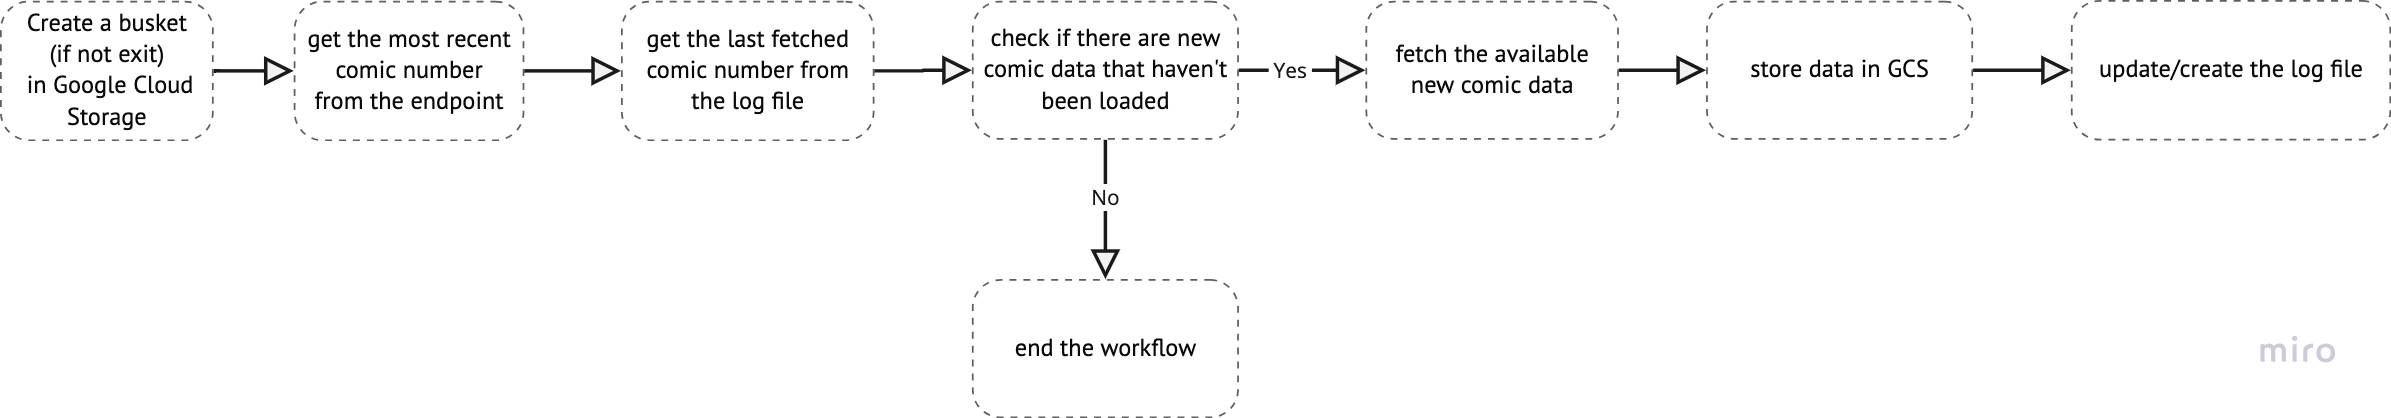 Create a busket
(if not exit)
in Google Cloud
Storage
get the most recent
comic number
from the endpoint
get the last fetched
comic number from
the log file
check if there are new
comic data that haven't
been loaded
Yes
fetch the available
new comic data
store data in GCS
update/create the log file
No
end the workflow
miro